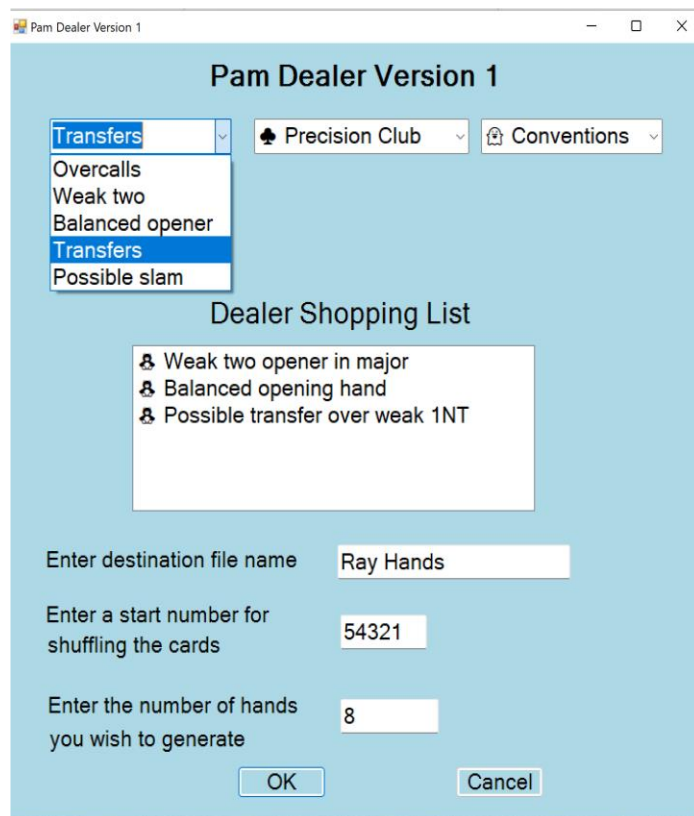 Pam Dealer Version 1
Pam Dealer Version 1
Transfers
♣ Precision Club
Conventions
Overcalls
Weak two
Balanced opener
Transfers
Possible slam
Dealer Shopping List
Weak two opener in major
Balanced opening hand
Possible transfer over weak 1NT
Enter destination file name
Ray Hands
Enter a start number for
shuffling the cards
54321
Enter the number of hands
you wish to generate
8
OK
Cancel